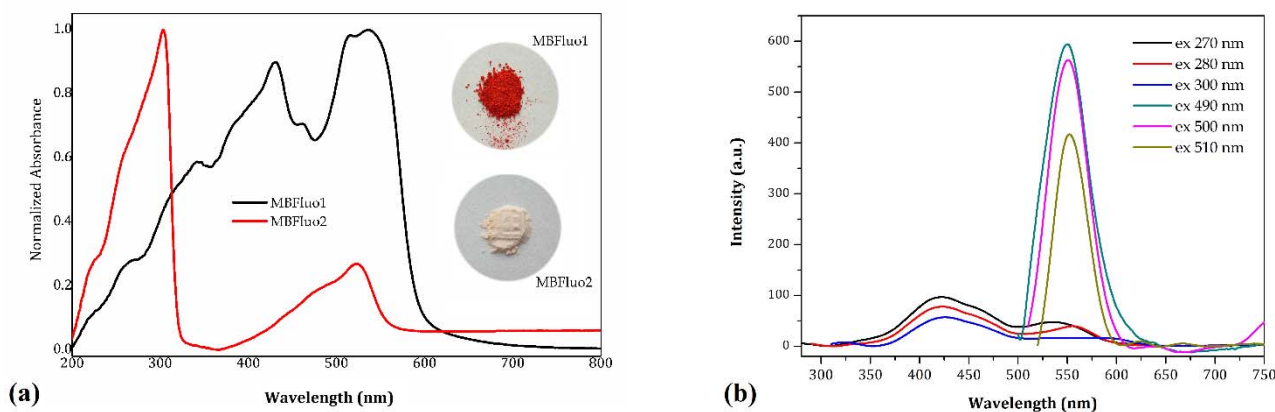 1.0
0.8
0.6
0.4
0.2
0.0
Normalized Absorbance
200 300 400 500 600 700 800
Wavelength (nm)
MBFluo1
MBFluo2
MBFluo1
MBFluo2
(a)
600
500
400
300
200
100
0
Intensity (a.u.)
300 350 400 450 500 550 600 650 700 750
Wavelength (nm)
ex 270 nm
ex 280 nm
ex 300 nm
ex 490 nm
ex 500 nm
ex 510 nm
(b)